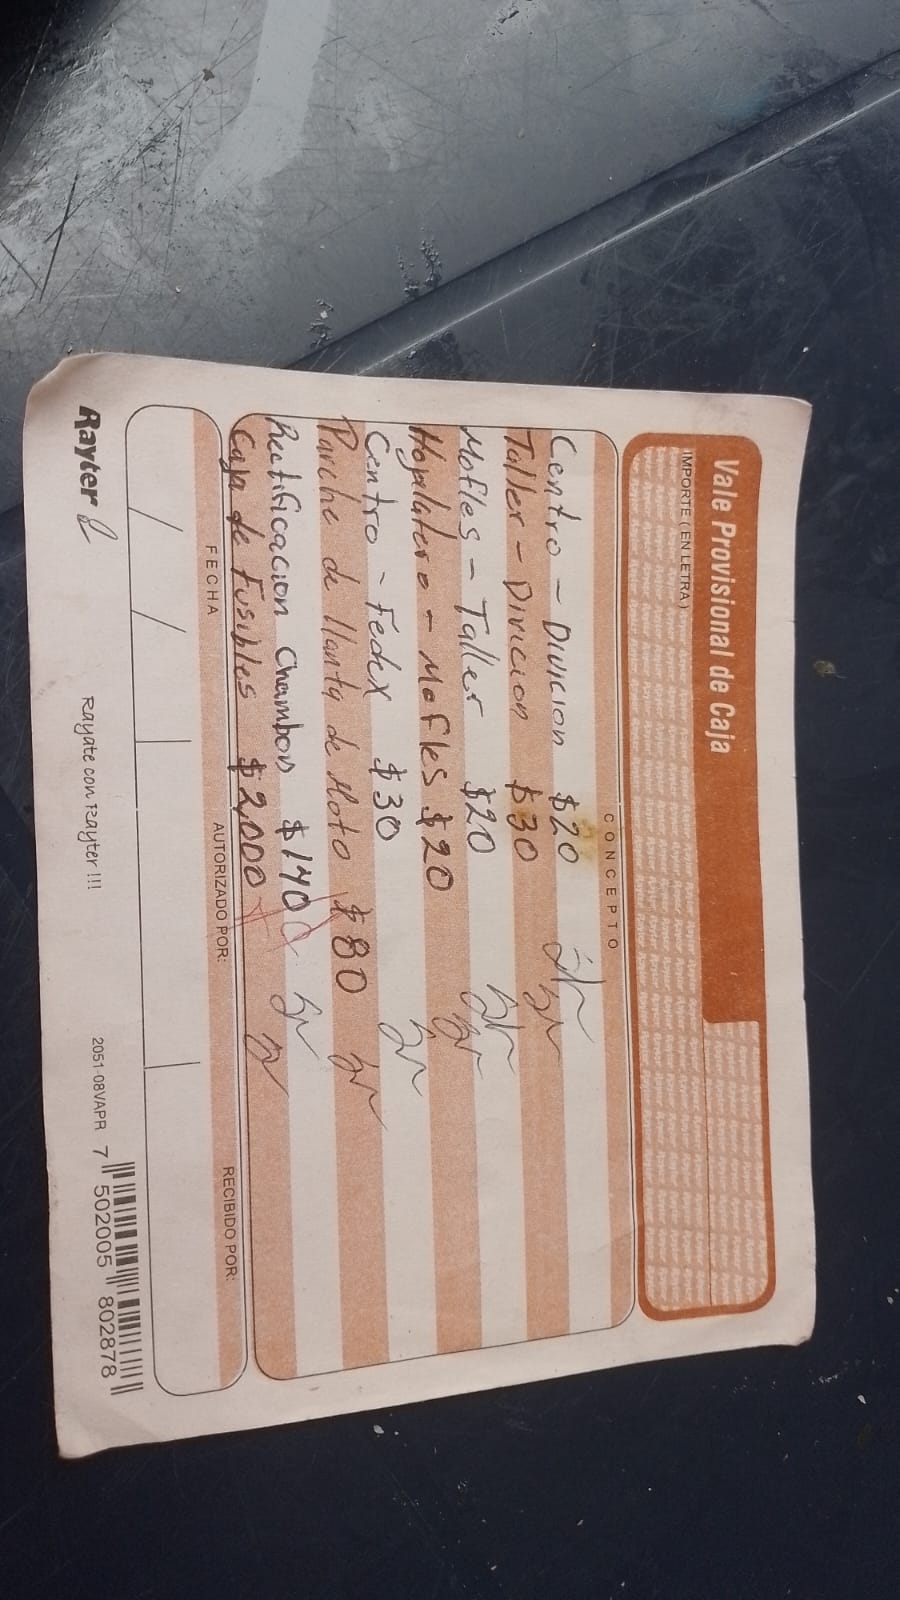 Vale Provisional de Caja
IMPORTE ( EN LETRA )
CONCEPTO
Centro - Divicion $20
Taller - Divicion $30
Mofles - Taller $20
Hojalatero - Mofles $20
Centro - Fedex $30
Parche de llanta de Moto $80
Rectificacion Chambon $140
Caja de Fusibles $2,000
FECHA AUTORIZADO POR: RECIBIDO POR:
Rayter Rayate con Rayter !!! 2051-08VAPR 7 502005 802878